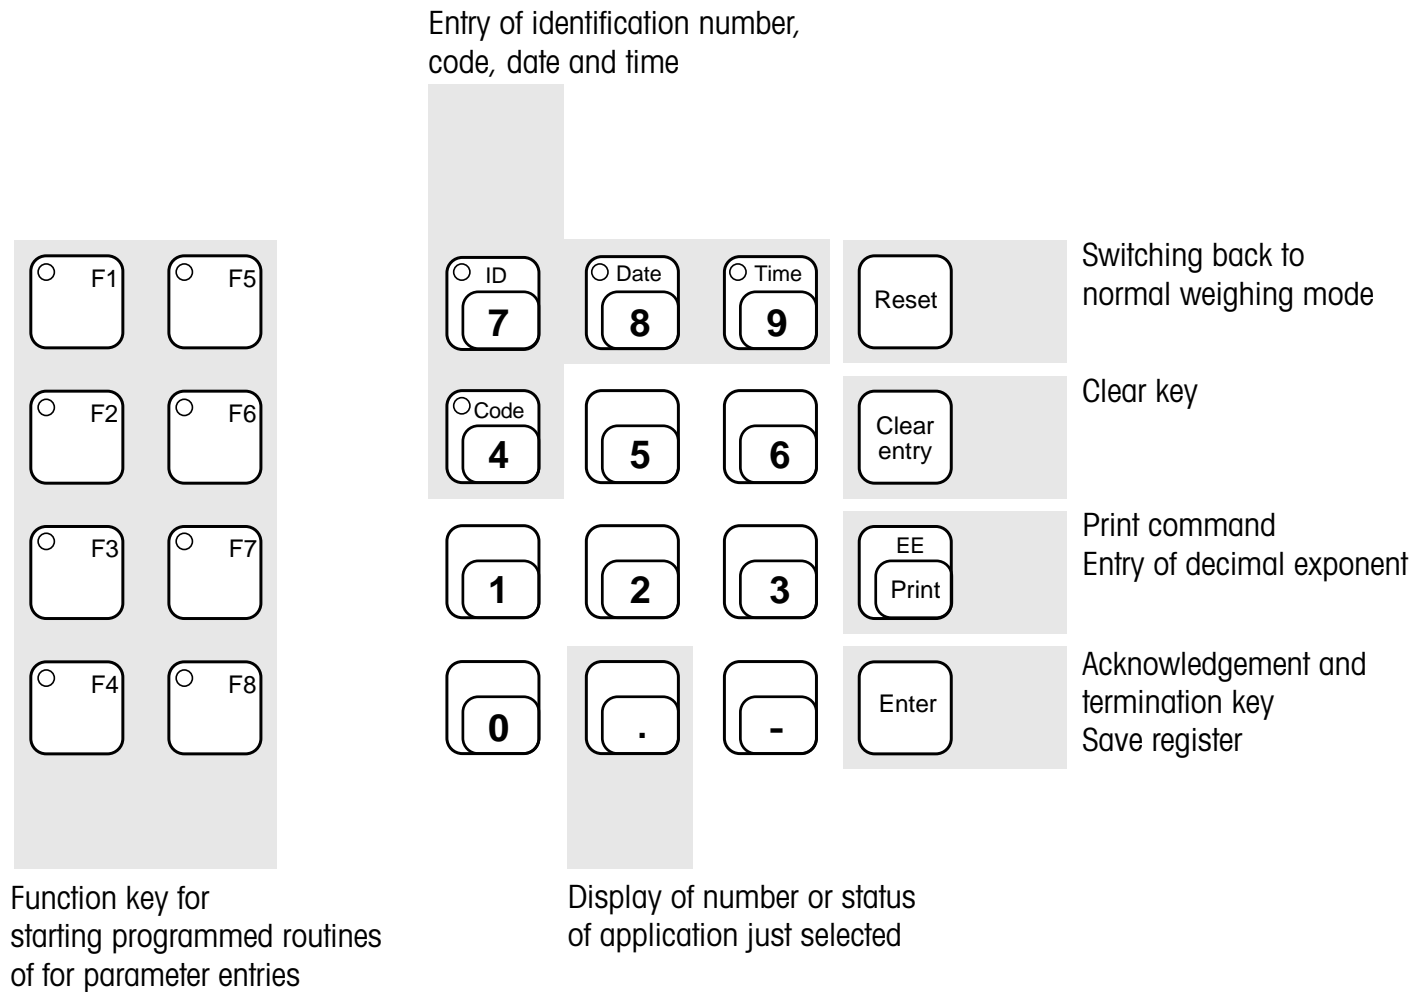 Entry of identification number,
code, date and time
F1
F5
ID
7
Date
8
Time
9
Reset
Switching back to
normal weighing mode
F2
F6
Code
4
5
6
Clear
entry
Clear key
F3
F7
1
2
3
EE
Print
Print command
Entry of decimal exponent
F4
F8
0
.
-
Enter
Acknowledgement and
termination key
Save register
Function key for
starting programmed routines
of for parameter entries
Display of number or status
of application just selected